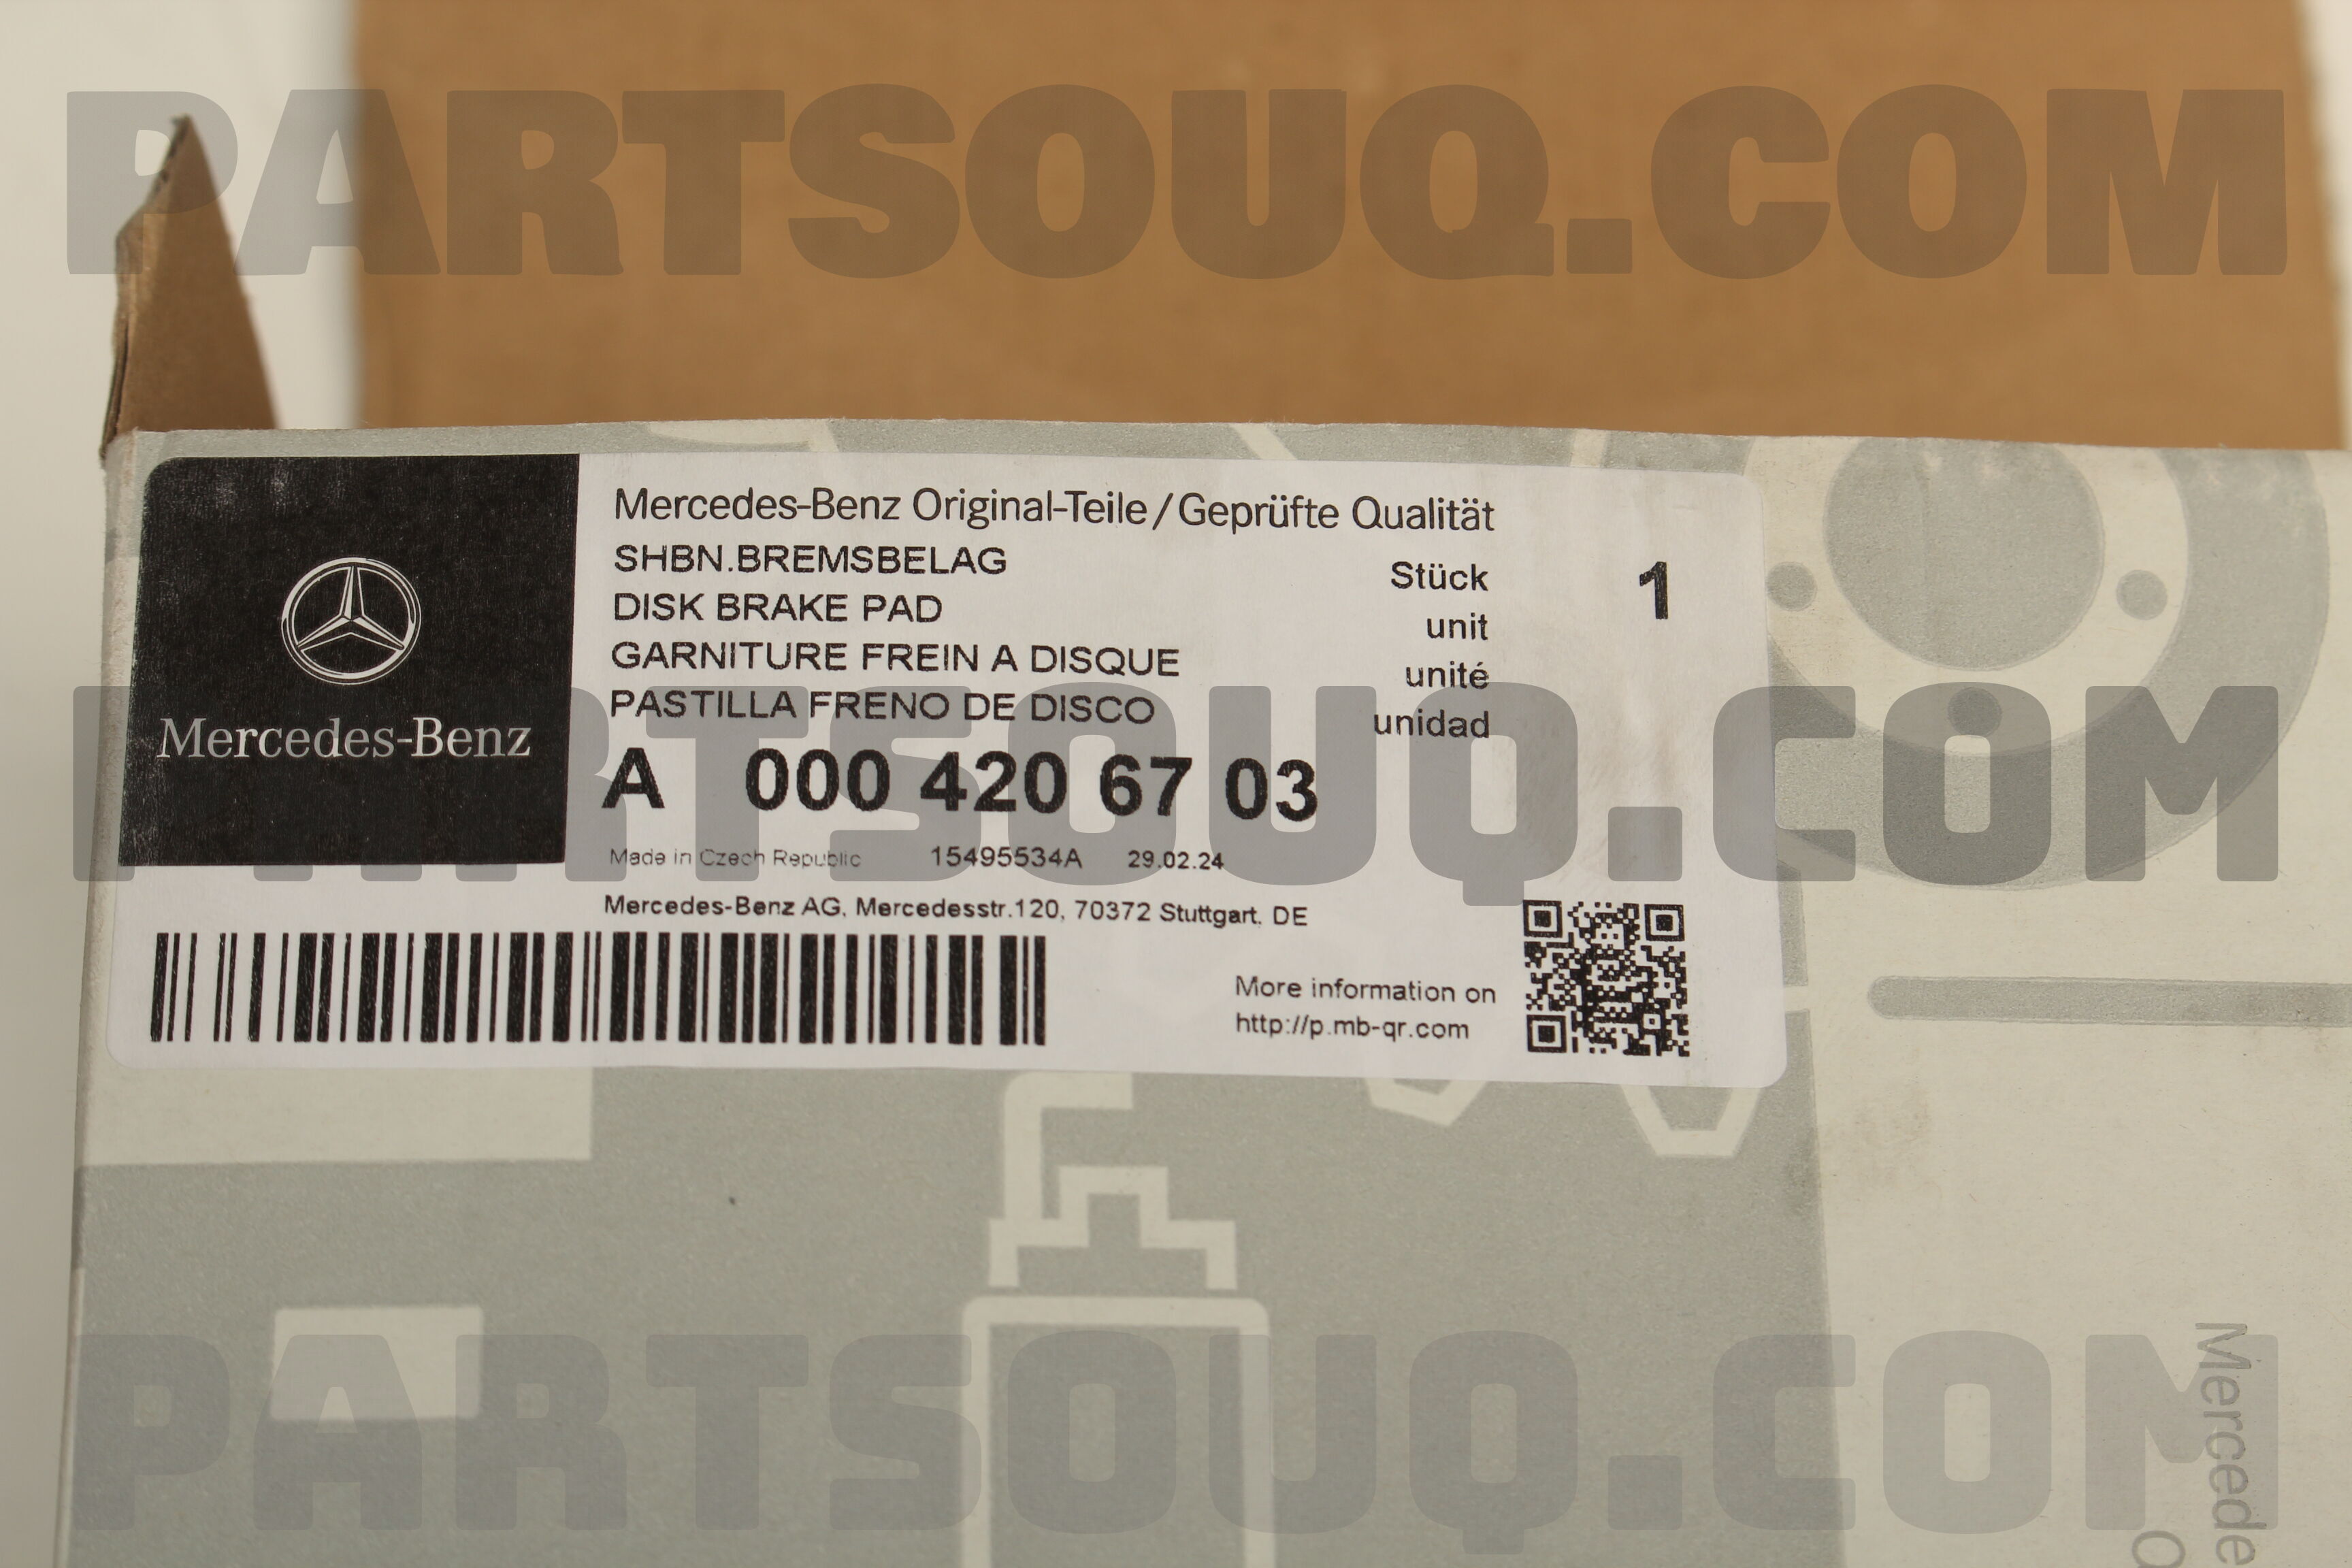 PARTSOUQ.COM
Mercedes-Benz Original-Teile/Geprüfte Qualität
SHBN.BREMSBELAG
DISK BRAKE PAD
GARNITURE FREIN A DISQUE
PASTILLA FRENO DE DISCO
Stück
unit
unité
unidad
1
Mercedes-Benz
PARTSOUQ.COM
A 000 420 67 03
Made in Czech Republic 15495534A 29.02.24
Mercedes-Benz AG, Mercedesstr.120, 70372 Stuttgart, DE
More information on
http://p.mb-qr.com
PARTSOUQ.COM
Mercede